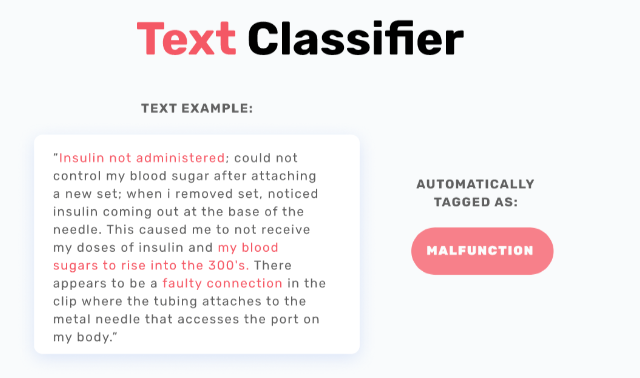 Text Classifier
TEXT EXAMPLE:
"Insulin not administered; could not
control my blood sugar after attaching
a new set; when i removed set, noticed
insulin coming out at the base of the
needle. This caused me to not receive
my doses of insulin and my blood
sugars to rise into the 300's. There
appears to be a faulty connection in the
clip where the tubing attaches to the
metal needle that accesses the port on
my body."
AUTOMATICALLY
TAGGED AS:
MALFUNCTION